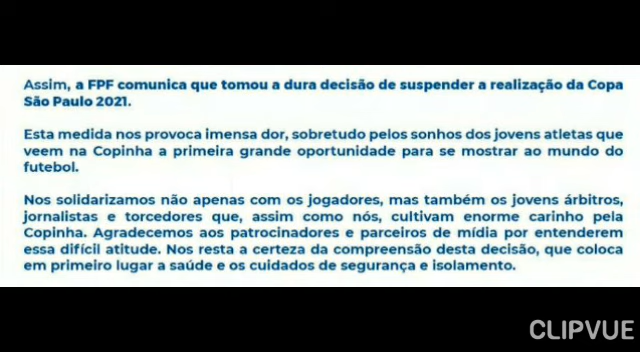 Assim, a FPF comunica que tomou a dura decisão de suspender a realização da Copa
São Paulo 2021.
Esta medida nos provoca imensa dor, sobretudo pelos sonhos dos jovens atletas que
veem na Copinha a primeira grande oportunidade para se mostrar ao mundo do
futebol.
Nos solidarizamos não apenas com os jogadores, mas também os jovens árbitros,
jornalistas e torcedores que, assim como nós, cultivam enorme carinho pela
Copinha. Agradecemos aos patrocinadores e parceiros de mídia por entenderem
essa difícil atitude. Nos resta a certeza da compreensão desta decisão, que coloca
em primeiro lugar a saúde e os cuidados de segurança e isolamento.
CLIPVUE